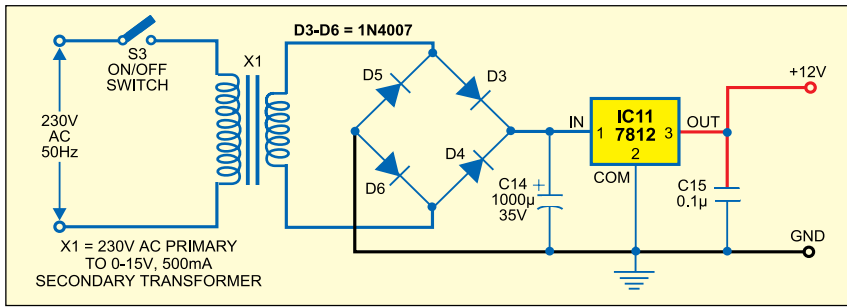 D3-D6 = 1N4007
S3
ON/OFF
SWITCH
X1
D5
D3
+12V
230V
AC
50Hz
IN
IC11
1 7812 3
OUT
2
COM
D6
D4
C14
+
1000µ
35V
C15
0.1µ
GND
X1 = 230V AC PRIMARY
TO 0-15V, 500mA
SECONDARY TRANSFORMER